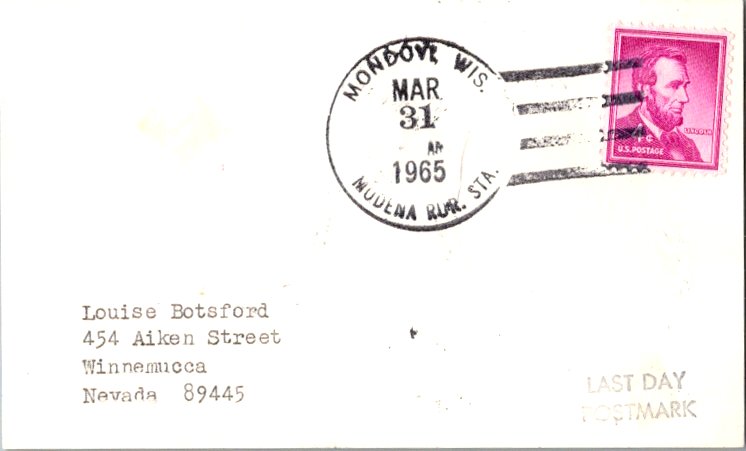 MONDOVI, WIS.
MAR
31
AM
1965
MODENA RUR. STA.
LINCOLN
4¢
U.S. POSTAGE
Louise Botsford
454 Aiken Street
Winnemucca
Nevada 89445
LAST DAY
POSTMARK